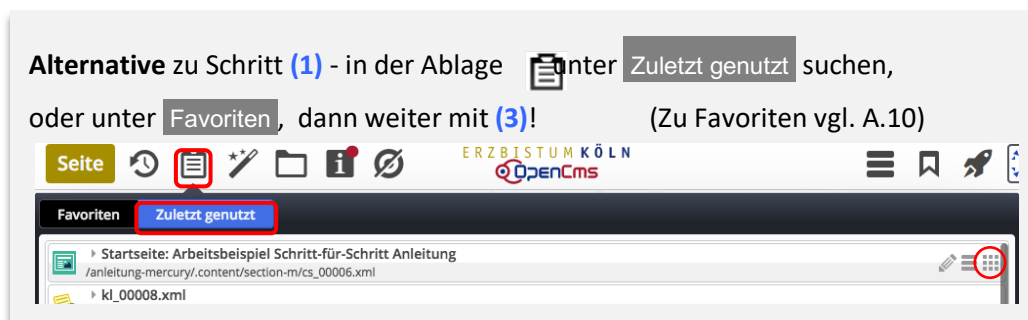 Alternative zu Schritt (1) - in der Ablage unter Zuletzt genutzt suchen,
oder unter Favoriten, dann weiter mit (3)! (Zu Favoriten vgl. A.10)
Seite
ERZBISTUM KÖLN
OpenCms
Favoriten Zuletzt genutzt
Startseite: Arbeitsbeispiel Schritt-für-Schritt Anleitung
/anleitung-mercury/.content/section-m/cs_00006.xml
kl_00008.xml